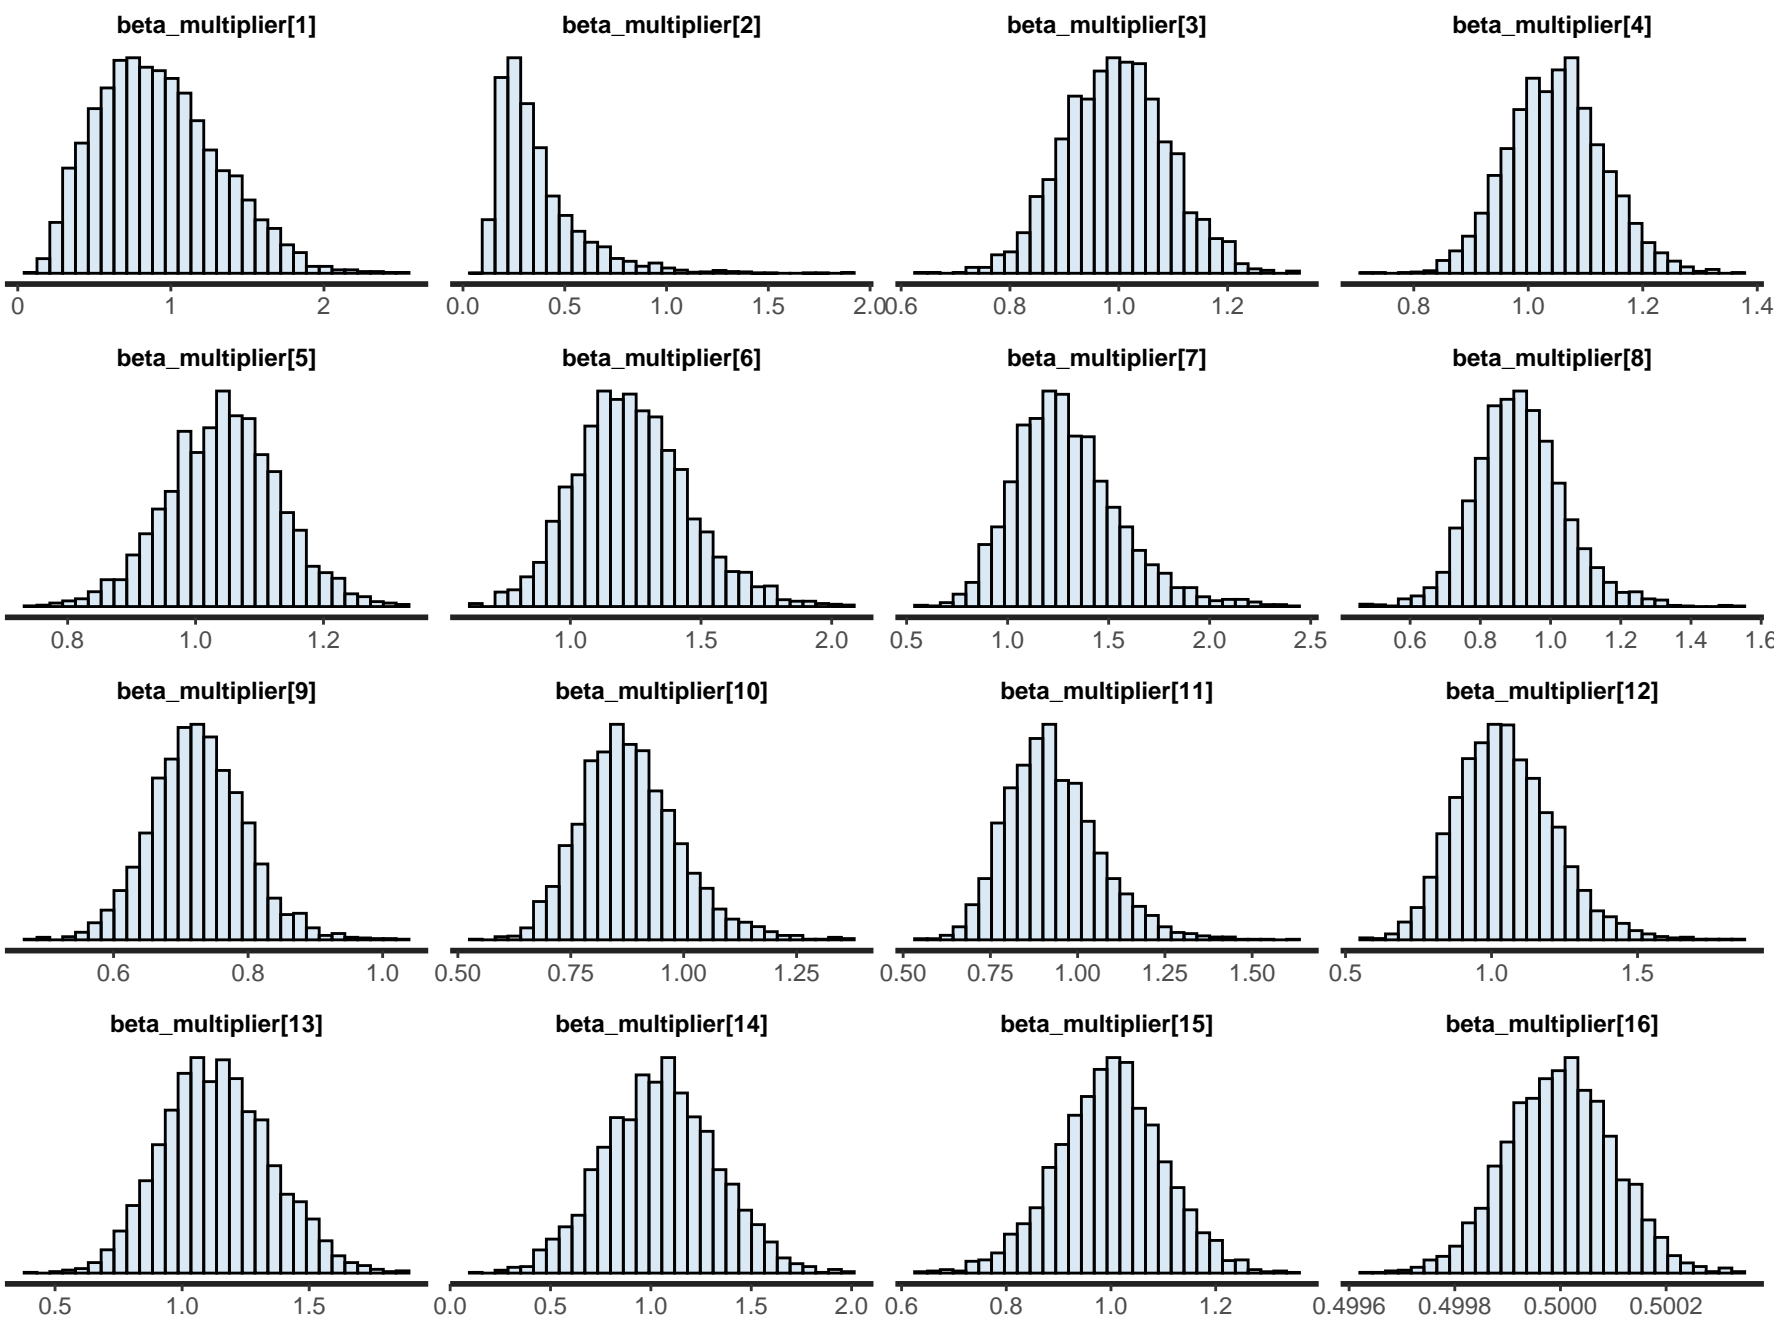 beta_multiplier[1] beta_multiplier[2] beta_multiplier[3] beta_multiplier[4]
0 1 2 0.0 0.5 1.0 1.5 2.0 0.6 0.8 1.0 1.2 0.8 1.0 1.2 1.4
beta_multiplier[5] beta_multiplier[6] beta_multiplier[7] beta_multiplier[8]
0.8 1.0 1.2 1.0 1.5 2.0 0.5 1.0 1.5 2.0 2.5 0.6 0.8 1.0 1.2 1.4 1.6
beta_multiplier[9] beta_multiplier[10] beta_multiplier[11] beta_multiplier[12]
0.6 0.8 1.0 0.50 0.75 1.00 1.25 0.50 0.75 1.00 1.25 1.50 0.5 1.0 1.5
beta_multiplier[13] beta_multiplier[14] beta_multiplier[15] beta_multiplier[16]
0.5 1.0 1.5 0.0 0.5 1.0 1.5 2.0 0.6 0.8 1.0 1.2 0.4996 0.4998 0.5000 0.5002